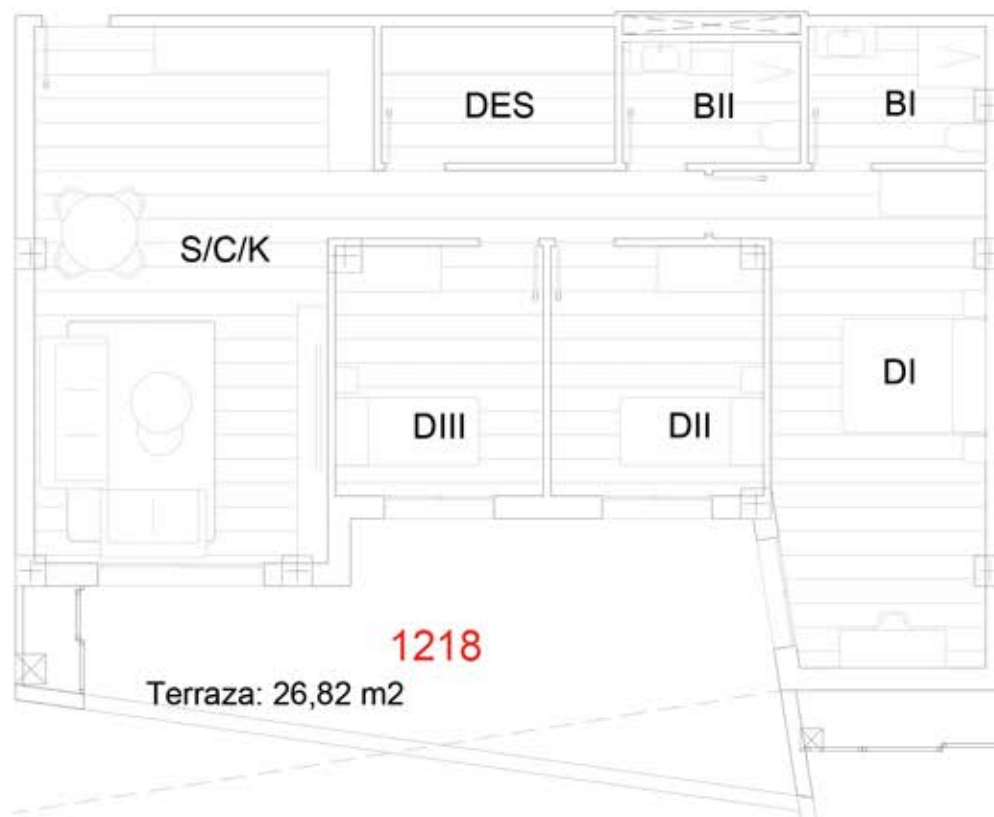 DES
BII
BI
S/C/K
DI
DIII
DII
1218
Terraza: 26,82 m2